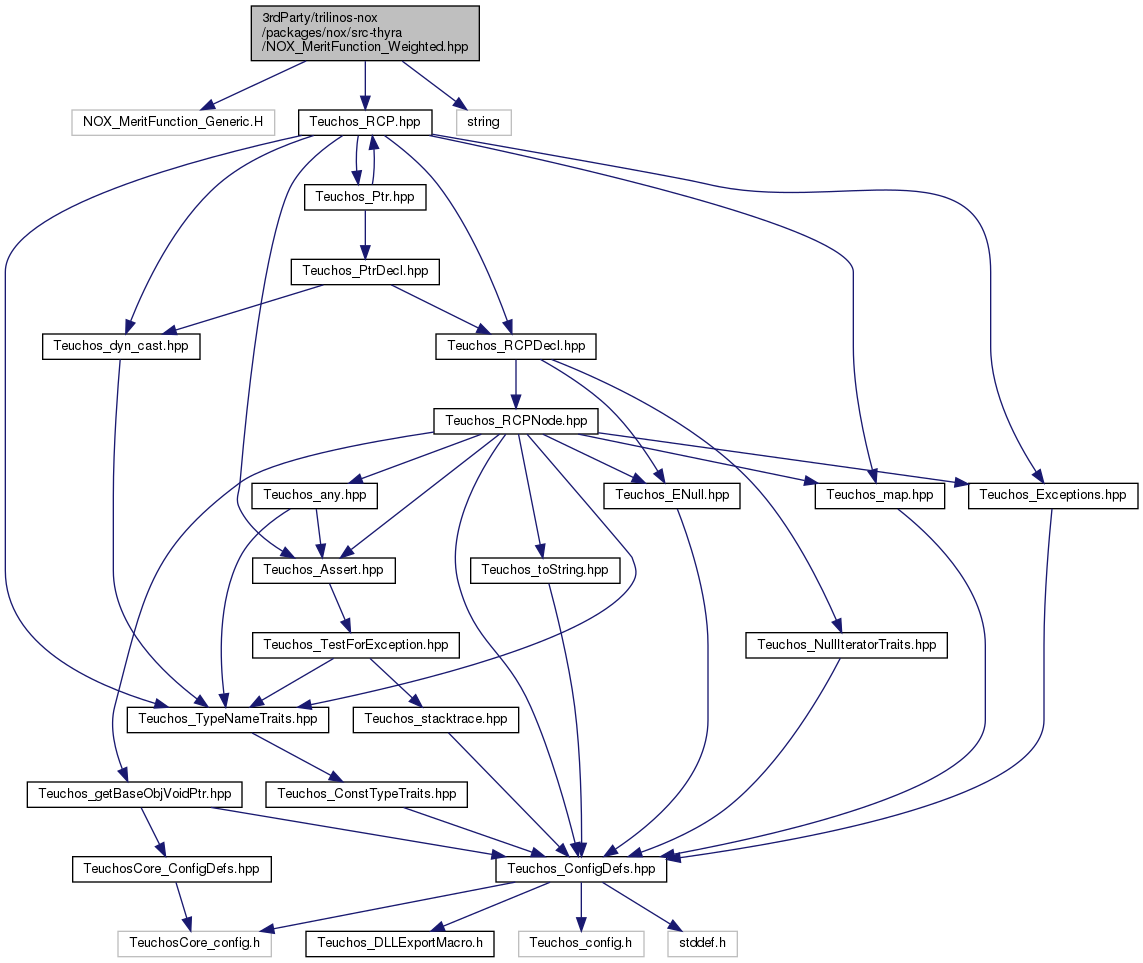 3rdParty/trilinos-nox
/packages/nox/src-thyra
/NOX_MeritFunction_Weighted.hpp
NOX_MeritFunction_Generic.H
Teuchos_RCP.hpp
string
Teuchos_Ptr.hpp
Teuchos_PtrDecl.hpp
Teuchos_dyn_cast.hpp
Teuchos_RCPDecl.hpp
Teuchos_RCPNode.hpp
Teuchos_any.hpp
Teuchos_ENull.hpp
Teuchos_map.hpp
Teuchos_Exceptions.hpp
Teuchos_Assert.hpp
Teuchos_toString.hpp
Teuchos_TestForException.hpp
Teuchos_NullIteratorTraits.hpp
Teuchos_TypeNameTraits.hpp
Teuchos_stacktrace.hpp
Teuchos_getBaseObjVoidPtr.hpp
Teuchos_ConstTypeTraits.hpp
TeuchosCore_ConfigDefs.hpp
Teuchos_ConfigDefs.hpp
TeuchosCore_config.h
Teuchos_DLLExportMacro.h
Teuchos_config.h
stddef.h